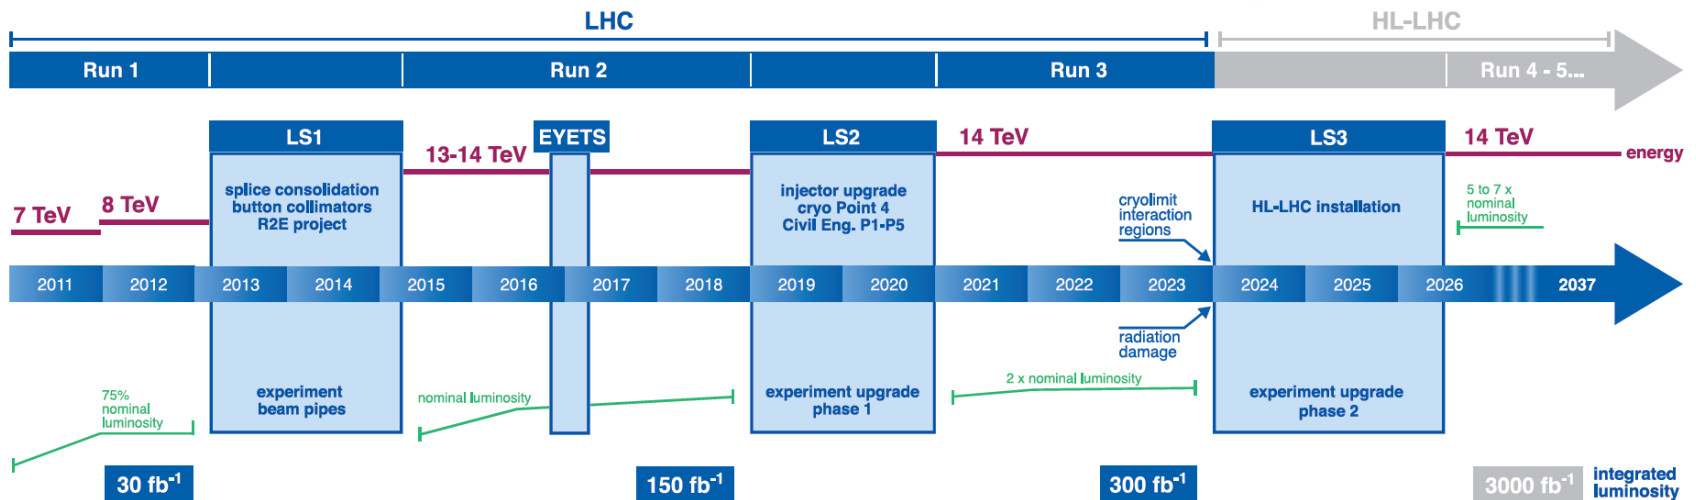 LHC
HL-LHC
Run 1
Run 2
Run 3
Run 4 - 5...
LS1
EYETS
LS2
14 TeV
LS3
14 TeV
13-14 TeV
energy
7 TeV
8 TeV
splice consolidation
button collimators
R2E project
injector upgrade
cryo Point 4
Civil Eng. P1-P5
cryolimit
interaction
regions
HL-LHC installation
5 to 7 x
nominal
luminosity
2011
2012
2013
2014
2015
2016
2017
2018
2019
2020
2021
2022
2023
2024
2025
2026
2037
radiation
damage
75%
nominal
luminosity
experiment
beam pipes
nominal luminosity
experiment upgrade
phase 1
2 x nominal luminosity
experiment upgrade
phase 2
30 fb⁻¹
150 fb⁻¹
300 fb⁻¹
3000 fb⁻¹
integrated
luminosity